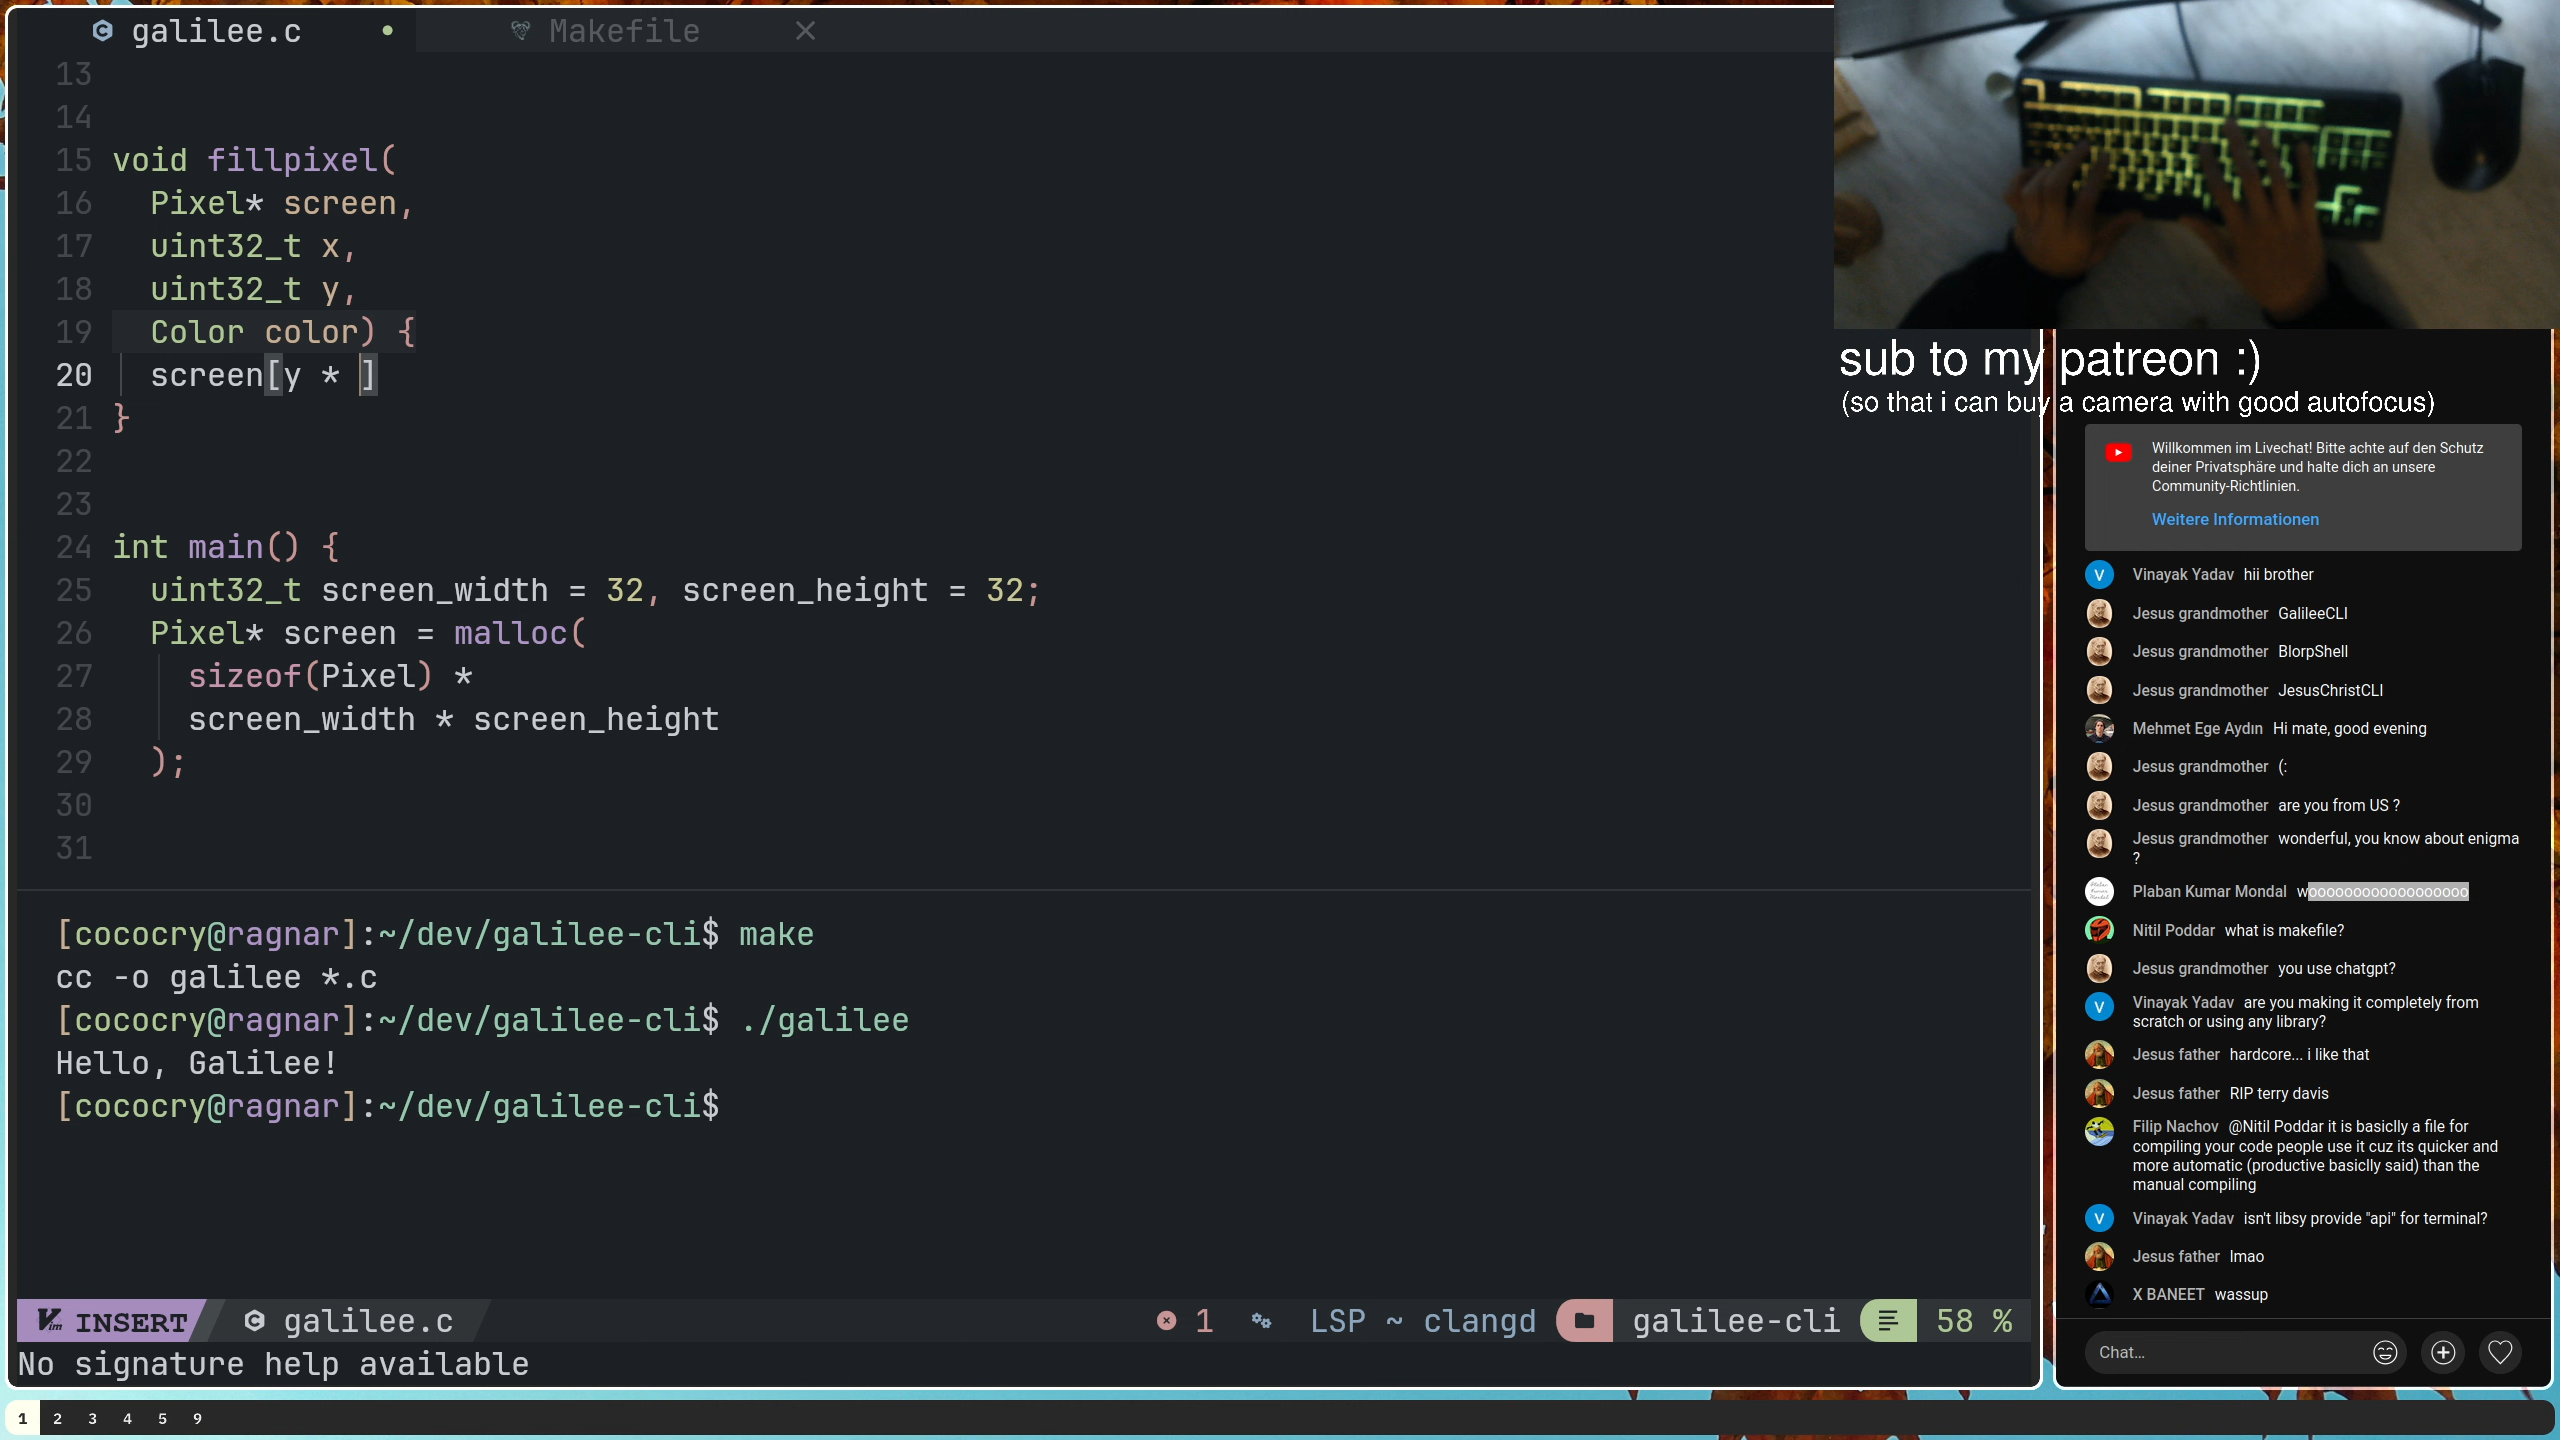 galilee.c
Makefile
13
14
15 void fillpixel(
16 Pixel* screen,
17 uint32_t x,
18 uint32_t y,
19 Color color) {
20 screen[y * ]
21 }
22
23
24 int main() {
25 uint32_t screen_width = 32, screen_height = 32;
26 Pixel* screen = malloc(
27 sizeof(Pixel) *
28 screen_width * screen_height
29 );
30
31
[cococry@ragnar]:~/dev/galilee-cli$ make
cc -o galilee *.c
[cococry@ragnar]:~/dev/galilee-cli$ ./galilee
Hello, Galilee!
[cococry@ragnar]:~/dev/galilee-cli$
INSERT galilee.c 1 LSP ~ clangd galilee-cli 58 %
No signature help available
1 2 3 4 5 9
sub to my patreon :)
(so that i can buy a camera with good autofocus)
Willkommen im Livechat! Bitte achte auf den Schutz
deiner Privatsphäre und halte dich an unsere
Community-Richtlinien.
Weitere Informationen
V Vinayak Yadav hii brother
Jesus grandmother GalileeCLI
Jesus grandmother BlorpShell
Jesus grandmother JesusChristCLI
Mehmet Ege Aydın Hi mate, good evening
Jesus grandmother (:
Jesus grandmother are you from US ?
Jesus grandmother wonderful, you know about enigma
?
Plaban Kumar Mondal woooooooooooooooooo
Nitil Poddar what is makefile?
Jesus grandmother you use chatgpt?
V Vinayak Yadav are you making it completely from
scratch or using any library?
Jesus father hardcore... i like that
Jesus father RIP terry davis
Filip Nachov @Nitil Poddar it is basiclly a file for
compiling your code people use it cuz its quicker and
more automatic (productive basiclly said) than the
manual compiling
V Vinayak Yadav isn't libsy provide "api" for terminal?
Jesus father lmao
X BANEET wassup
Chat...